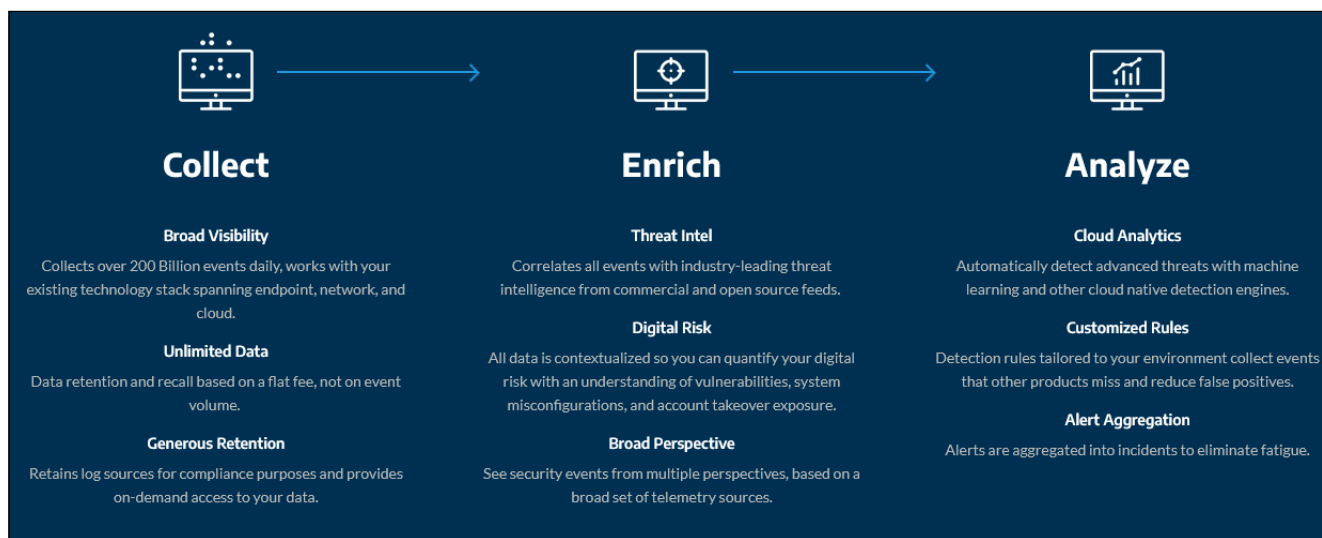 Collect
Broad Visibility
Collects over 200 Billion events daily, works with your
existing technology stack spanning endpoint, network, and
cloud.
Unlimited Data
Data retention and recall based on a flat fee, not on event
volume.
Generous Retention
Retains log sources for compliance purposes and provides
on-demand access to your data.
Enrich
Threat Intel
Correlates all events with industry-leading threat
intelligence from commercial and open source feeds.
Digital Risk
All data is contextualized so you can quantify your digital
risk with an understanding of vulnerabilities, system
misconfigurations, and account takeover exposure.
Broad Perspective
See security events from multiple perspectives, based on a
broad set of telemetry sources.
Analyze
Cloud Analytics
Automatically detect advanced threats with machine
learning and other cloud native detection engines.
Customized Rules
Detection rules tailored to your environment collect events
that other products miss and reduce false positives.
Alert Aggregation
Alerts are aggregated into incidents to eliminate fatigue.